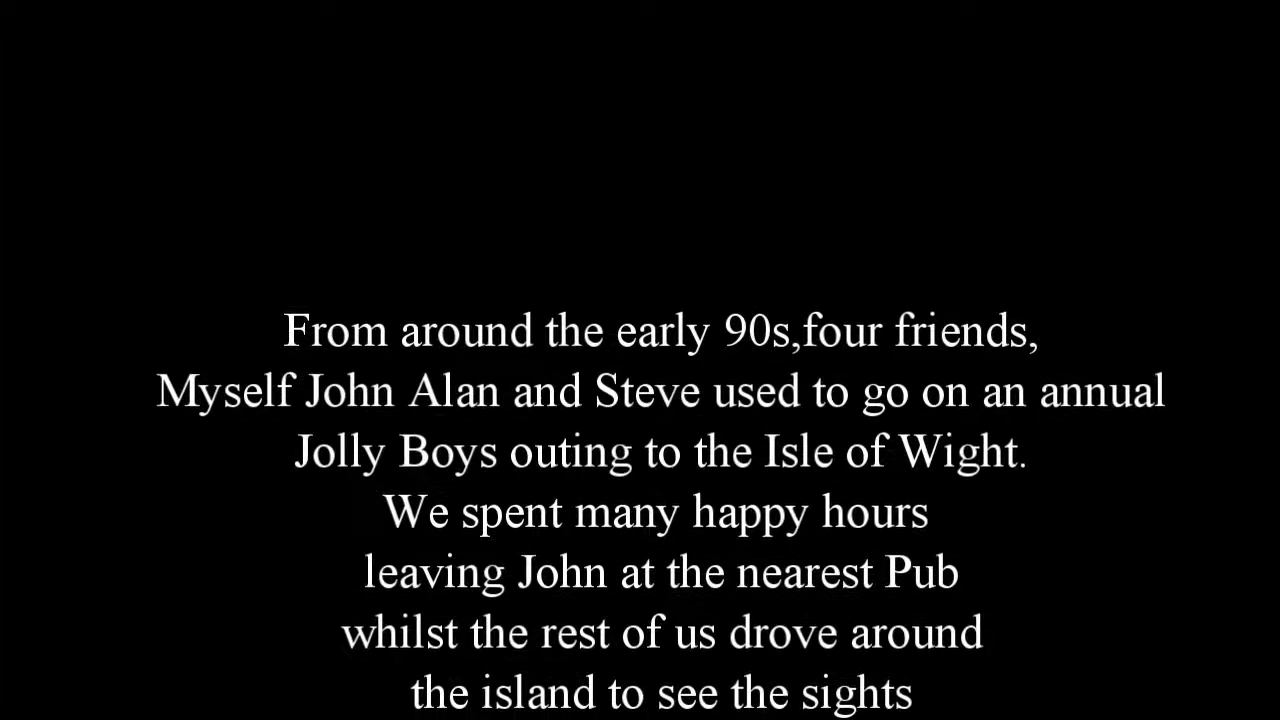 From around the early 90s,four friends,
Myself John Alan and Steve used to go on an annual
Jolly Boys outing to the Isle of Wight.
We spent many happy hours
leaving John at the nearest Pub
whilst the rest of us drove around
the island to see the sights